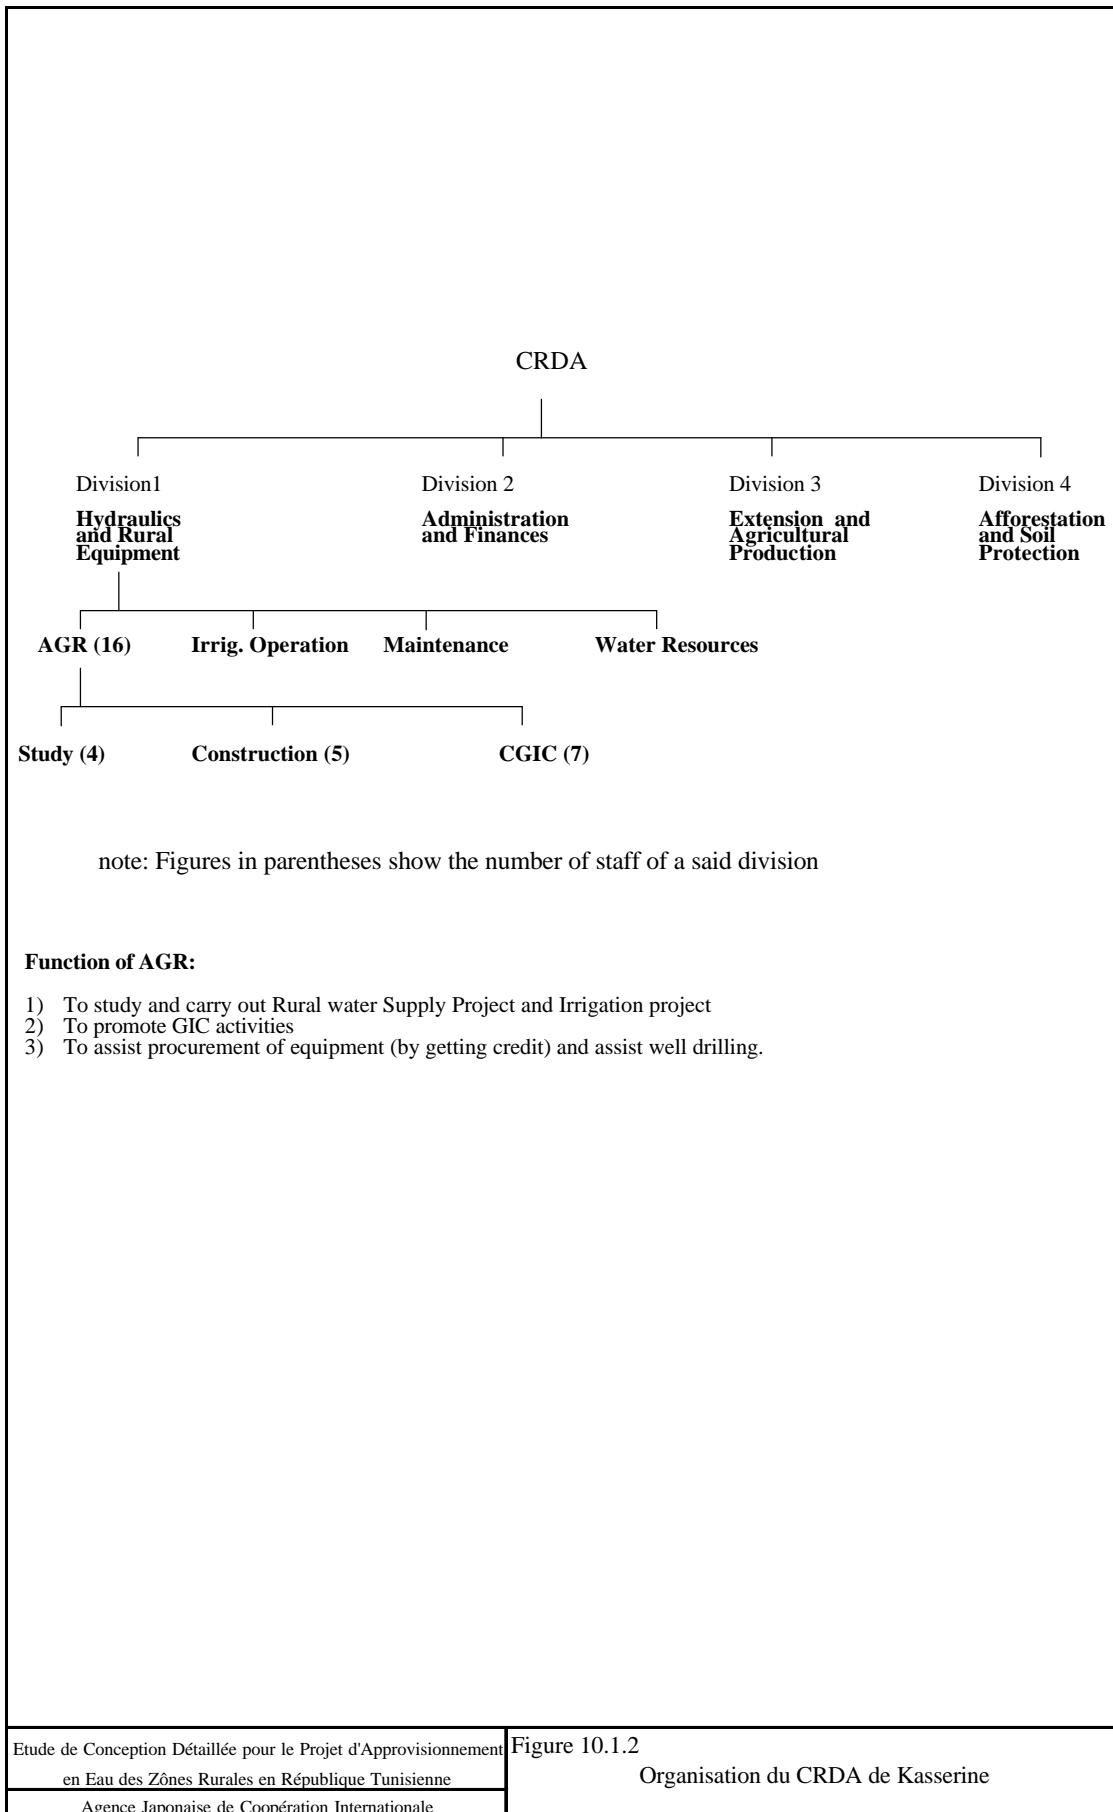 CRDA
Division1 Division 2 Division 3 Division 4
Hydraulics Administration Extension and Afforestation
and Rural and Finances Agricultural and Soil
Equipment Production Protection
AGR (16) Irrig. Operation Maintenance Water Resources
Study (4) Construction (5) CGIC (7)
note: Figures in parentheses show the number of staff of a said division
Function of AGR:
1) To study and carry out Rural water Supply Project and Irrigation project
2) To promote GIC activities
3) To assist procurement of equipment (by getting credit) and assist well drilling.
Etude de Conception Détaillée pour le Projet d'Approvisionnement
en Eau des Zônes Rurales en République Tunisienne
Agence Japonaise de Coopération Internationale
Figure 10.1.2
Organisation du CRDA de Kasserine